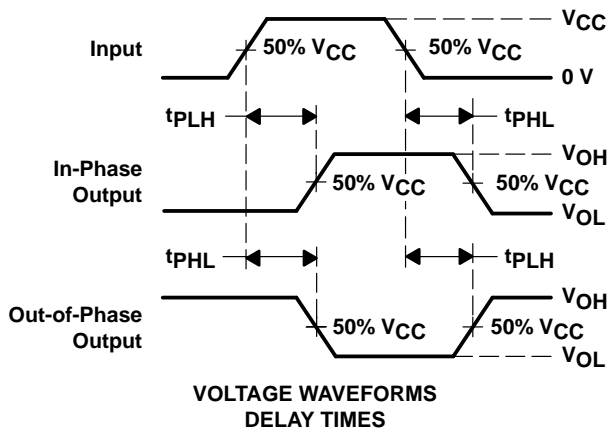 VCC
Input
50% VCC
50% VCC
0 V
tPLH
tPHL
In-Phase
Output
VOH
50% VCC
50% VCC
VOL
tPHL
tPLH
Out-of-Phase
Output
VOH
50% VCC
50% VCC
VOL
VOLTAGE WAVEFORMS
DELAY TIMES